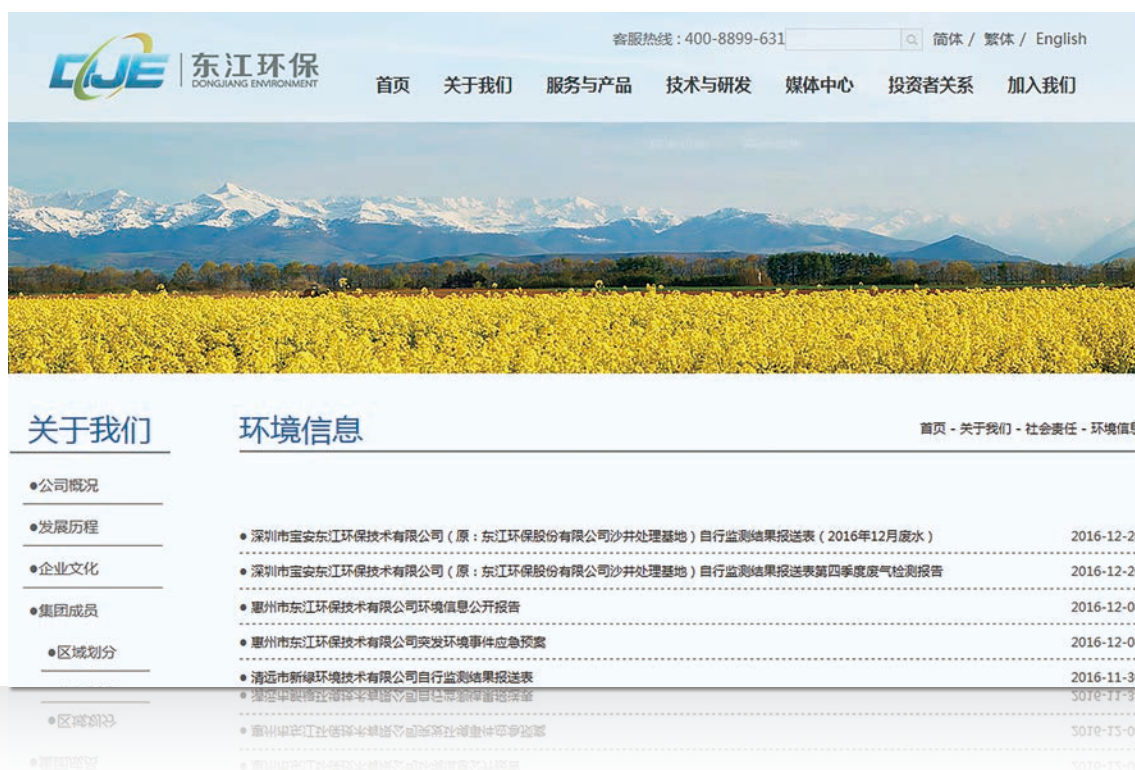 客服热线 : 400-8899-631 简体 / 繁体 / English
DJE 东江环保
DONGJIANG ENVIRONMENT
首页 关于我们 服务与产品 技术与研发 媒体中心 投资者关系 加入我们
关于我们
●公司概况
●发展历程
●企业文化
●集团成员
●区域划分
环境信息
首页 - 关于我们 - 社会责任 - 环境信息
● 深圳市宝安东江环保技术有限公司（原：东江环保股份有限公司沙井处理基地）自行监测结果报送表（2016年12月废水） 2016-12-2
● 深圳市宝安东江环保技术有限公司（原：东江环保股份有限公司沙井处理基地）自行监测结果报送表第四季度废气检测报告 2016-12-2
● 惠州市东江环保技术有限公司环境信息公开报告 2016-12-0
● 惠州市东江环保技术有限公司突发环境事件应急预案 2016-12-0
● 清远市新绿环境技术有限公司自行监测结果报送表 2016-11-3